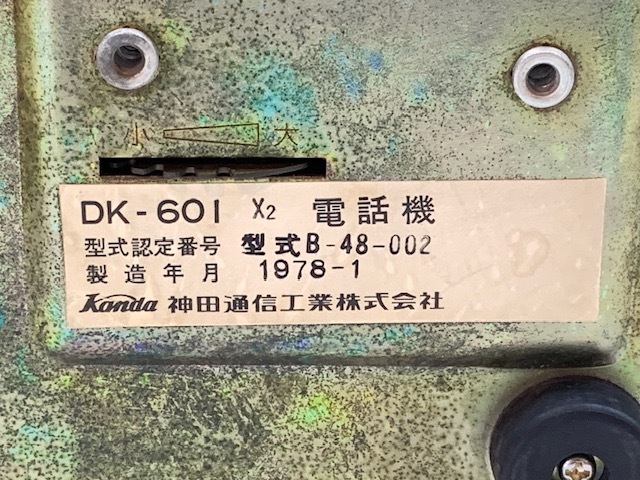 小 大
DK-601 X2 電話機
型式認定番号 型式B-48-002
製造年月 1978-1
Kanda 神田通信工業株式会社